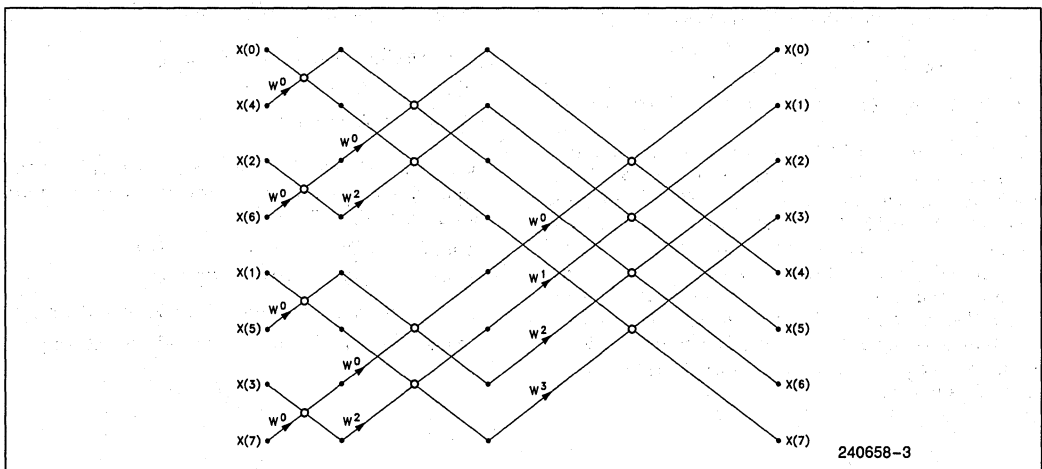 X(0) X(0)
W⁰
X(4) X(1)
W⁰
X(2) X(2)
W⁰ W²
X(6) W⁰ X(3)
X(1) W¹ X(4)
W⁰
X(5) W² X(5)
W⁰
X(3) W³ X(6)
W⁰ W²
X(7) X(7)
240658-3